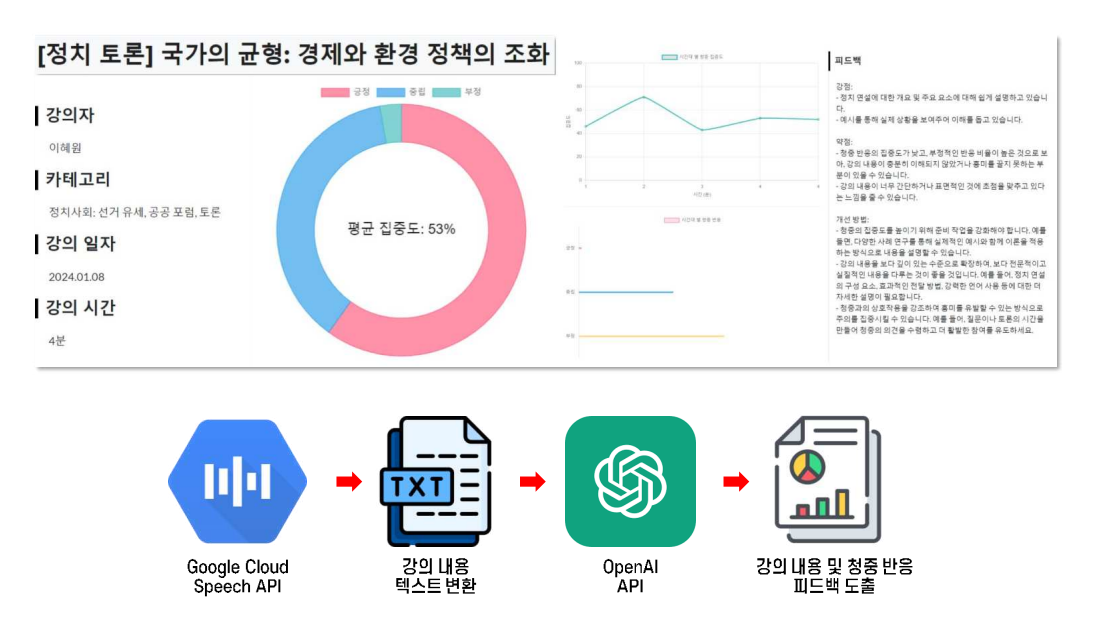 [정치 토론] 국가의 균형: 경제와 환경 정책의 조화
강의자
이혜원
카테고리
정치사회: 선거 유세, 공공 포럼, 토론
강의 일자
2024.01.08
강의 시간
4분
긍정 중립 부정
평균 집중도: 53%
시간대 별 청중 집중도
100
80
60
40
20
0
집중도
1 2 3 4
시간 (분)
시간대 별 청중 반응
긍정
중립
부정
피드백
강점:
- 정치 연설에 대한 개요 및 주요 요소에 대해 쉽게 설명하고 있습니
다.
- 예시를 통해 실제 상황을 보여주어 이해를 돕고 있습니다.
약점:
- 청중 반응의 집중도가 낮고, 부정적인 반응 비율이 높은 것으로 보
아, 강의 내용이 충분히 이해되지 않았거나 흥미를 끌지 못하는 부
분이 있을 수 있습니다.
- 강의 내용이 너무 간단하거나 표면적인 것에 초점을 맞추고 있다
는 느낌을 줄 수 있습니다.
개선 방법:
- 청중의 집중도를 높이기 위해 준비 작업을 강화해야 합니다. 예를
들면, 다양한 사례 연구를 통해 실제적인 예시와 함께 이론을 적용
하는 방식으로 내용을 설명할 수 있습니다.
- 강의 내용을 보다 깊이 있는 수준으로 확장하여, 보다 전문적이고
실질적인 내용을 다루는 것이 좋을 것입니다. 예를 들어, 정치 연설
의 구성 요소, 효과적인 전달 방법, 강력한 언어 사용 등에 대한 더
자세한 설명이 필요합니다.
- 청중과의 상호작용을 강조하여 흥미를 유발할 수 있는 방식으로
주의를 집중시킬 수 있습니다. 예를 들어, 질문이나 토론의 시간을
만들어 청중의 의견을 수렴하고 더 활발한 참여를 유도하세요.
TXT
Google Cloud
Speech API
강의 내용
텍스트 변환
OpenAI
API
강의 내용 및 청중 반응
피드백 도출